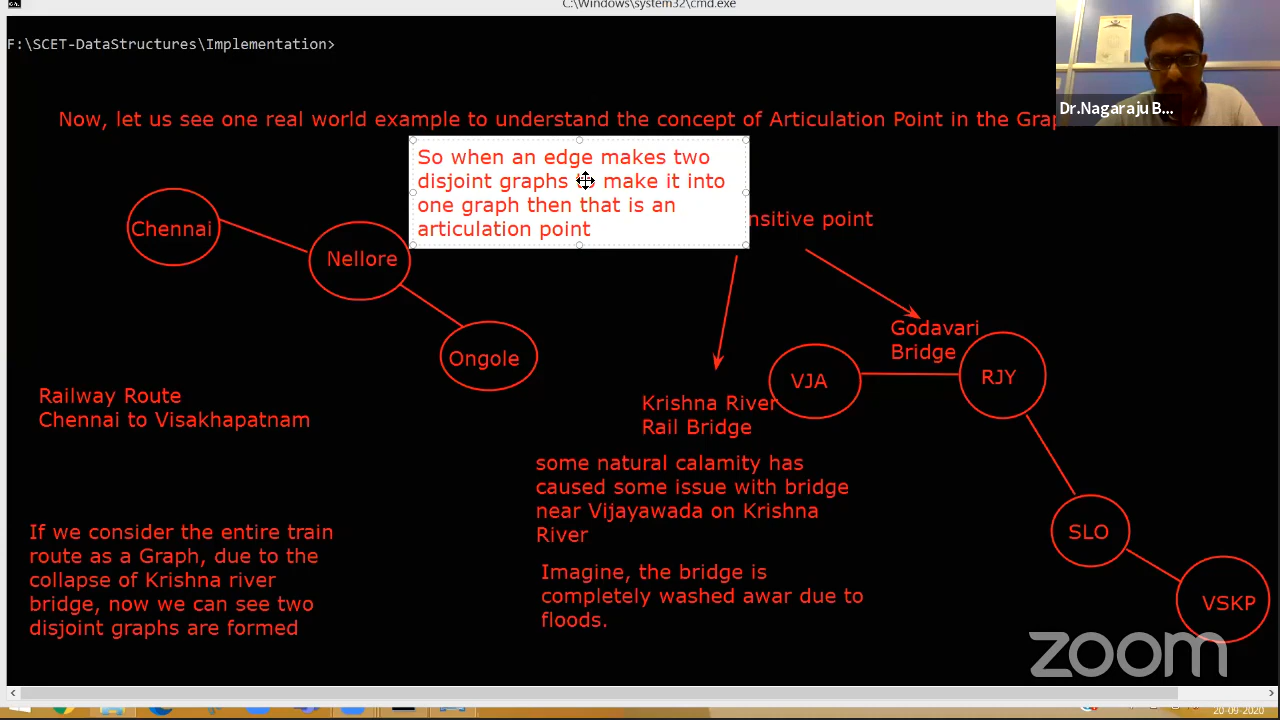 C:\Windows\system32\cmd.exe
F:\SCET-DataStructures\Implementation>
Dr.Nagaraju B...
Now, let us see one real world example to understand the concept of Articulation Point in the
So when an edge makes two
disjoint graphs make it into
one graph then that is an
articulation point
Chennai
Nellore
Ongole
Godavari
Bridge
VJA
RJY
Railway Route
Chennai to Visakhapatnam
Krishna River
Rail Bridge
some natural calamity has
caused some issue with bridge
near Vijayawada on Krishna
River
SLO
If we consider the entire train
route as a Graph, due to the
collapse of Krishna river
bridge, now we can see two
disjoint graphs are formed
Imagine, the bridge is
completely washed awar due to
floods.
VSKP
zoom
20-09-2020
point